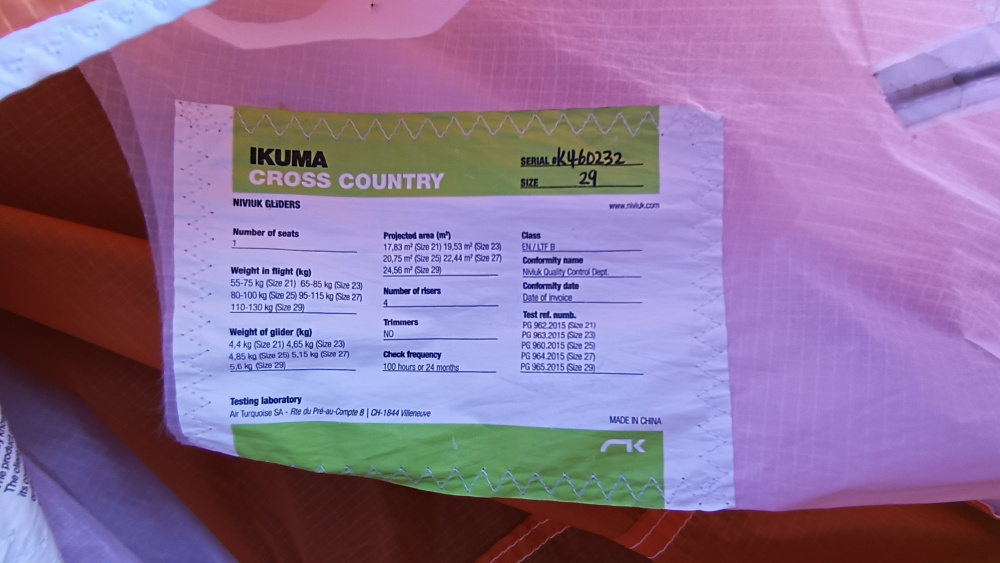 IKUMA
CROSS COUNTRY
SERIAL
SIZE 29
NIVIUK GLIDERS
www.niviuk.com
Number of seats
1
Weight in flight (kg)
55-75 kg (Size 21) 65-85 kg (Size 23)
80-100 kg (Size 25) 95-115 kg (Size 27)
110-130 kg (Size 29)
Weight of glider (kg)
4,4 kg (Size 21) 4,65 kg (Size 23)
4,85 kg (Size 25) 5,15 kg (Size 27)
5,6 kg (Size 29)
Projected area (m²)
17,83 m² (Size 21) 19,53 m² (Size 23)
20,75 m² (Size 25) 22,44 m² (Size 27)
24,56 m² (Size 29)
Number of risers
4
Trimmers
NO
Check frequency
100 hours or 24 months
Class
EN / LTF B
Conformity name
Niviuk Quality Control Dept.
Conformity date
Date of invoice
Test ref. numb.
PG 962.2015 (Size 21)
PG 963.2015 (Size 23)
PG 960.2015 (Size 25)
PG 964.2015 (Size 27)
PG 965.2015 (Size 29)
Testing laboratory
Air Turquoise SA - Rte du Pré-au-Compte 8 | CH-1844 Villeneuve
MADE IN CHINA